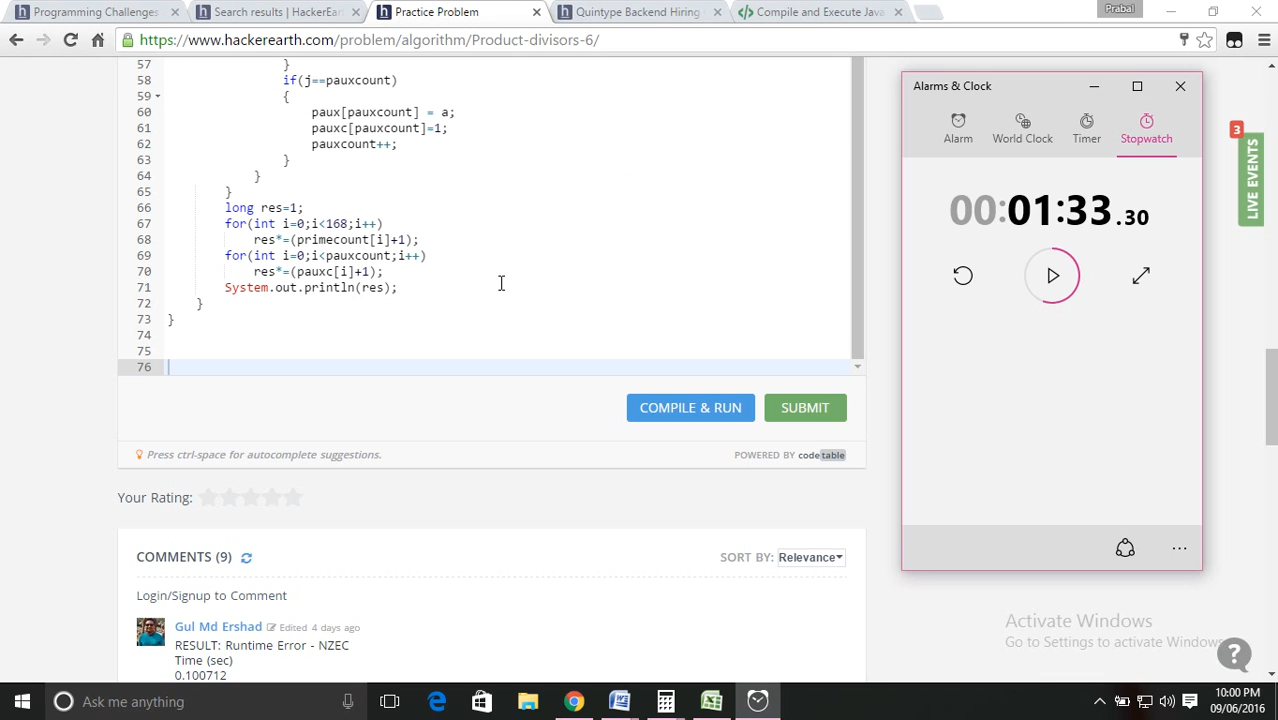 Programming Challenges
Search results | HackerEar
Practice Problem
Quintype Backend Hiring
Compile and Execute Java
Prabal
https://www.hackerearth.com/problem/algorithm/Product-divisors-6/
57 }
58 if(j==pauxcount)
59 {
60 paux[pauxcount] = a;
61 pauxc[pauxcount]=1;
62 pauxcount++;
63 }
64 }
65 }
66 long res=1;
67 for(int i=0;i<168;i++)
68 res*=(primecount[i]+1);
69 for(int i=0;i<pauxcount;i++)
70 res*=(pauxc[i]+1);
71 System.out.println(res);
72 }
73 }
74
75
76
COMPILE & RUN
SUBMIT
Press ctrl-space for autocomplete suggestions.
POWERED BY codetable
Your Rating:
COMMENTS (9)
SORT BY: Relevance
Login/Signup to Comment
Gul Md Ershad Edited 4 days ago
RESULT: Runtime Error - NZEC
Time (sec)
0.100712
Alarms & Clock
Alarm
World Clock
Timer
Stopwatch
00:01:33.30
3
LIVE EVENTS
Activate Windows
Go to Settings to activate Windows.
Ask me anything
10:00 PM
09/06/2016